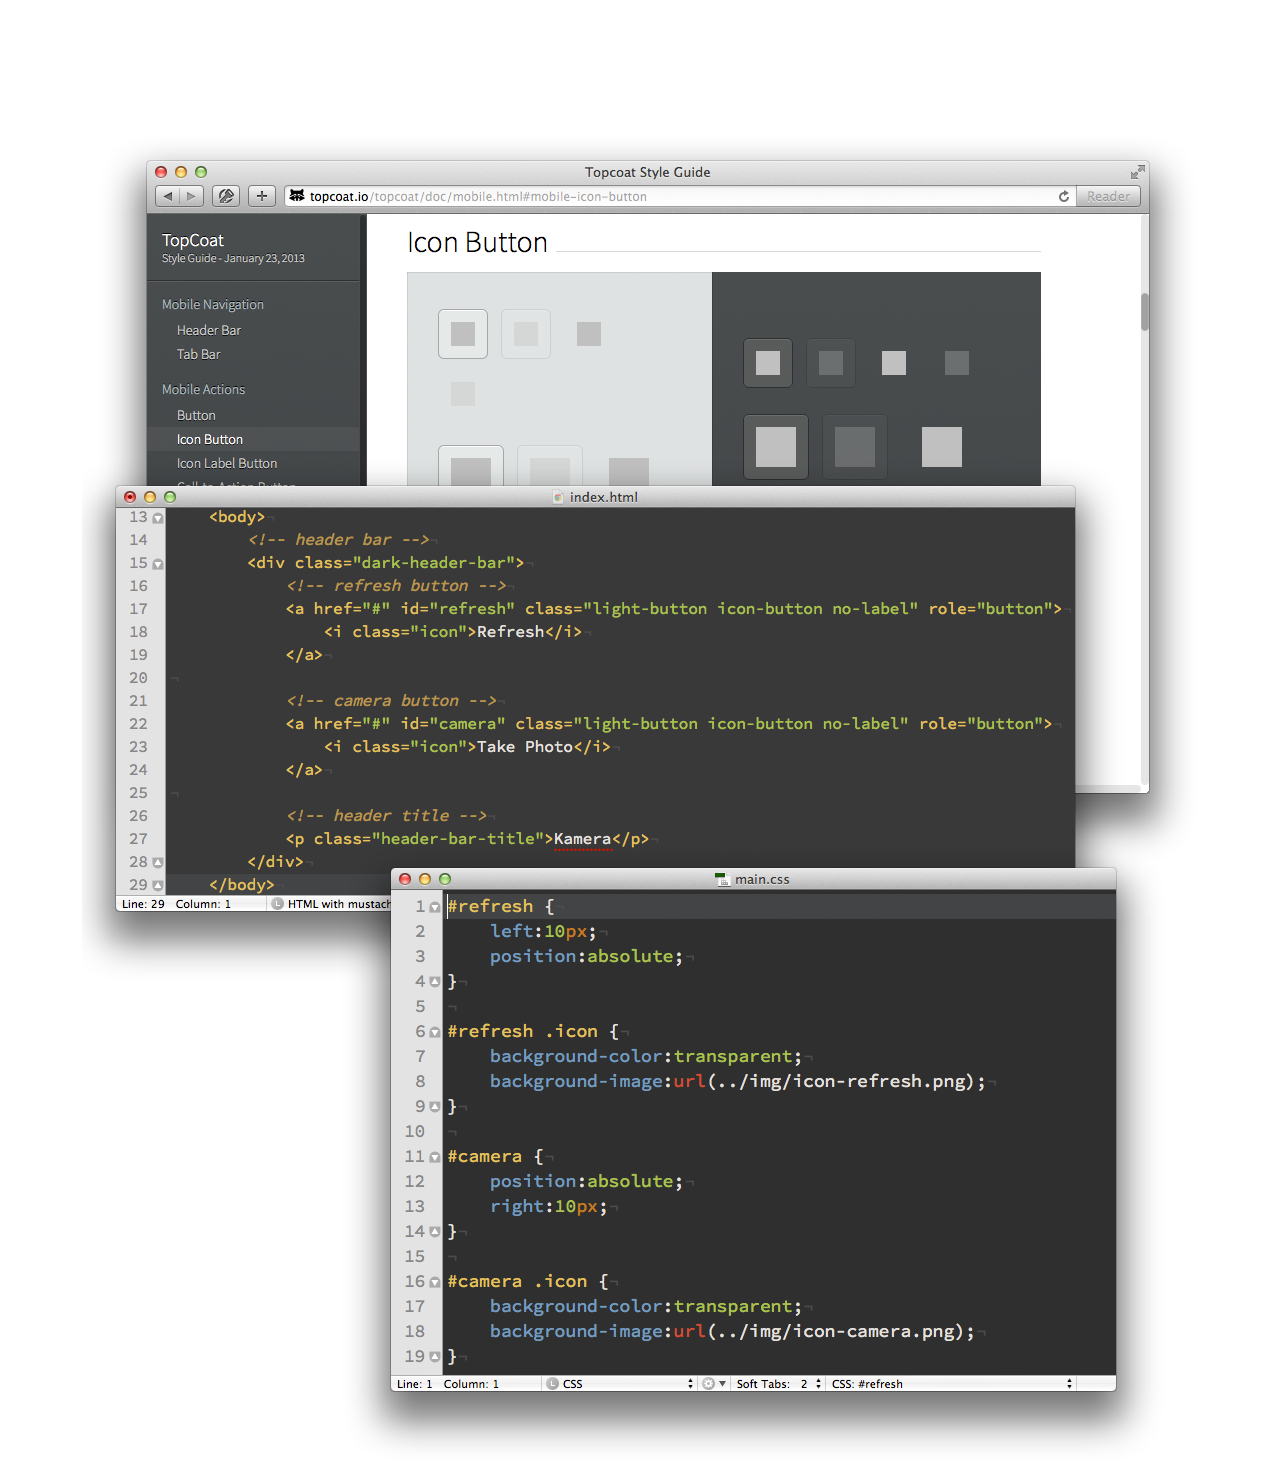 Topcoat Style Guide
topcoat.io/topcoat/doc/mobile.html#mobile-icon-button
Reader
TopCoat
Style Guide - January 23, 2013
Mobile Navigation
Header Bar
Tab Bar
Mobile Actions
Button
Icon Button
Icon Label Button
Call to Action Button
Icon Button
index.html
13 <body>
14 <!-- header bar -->
15 <div class="dark-header-bar">
16 <!-- refresh button -->
17 <a href="#" id="refresh" class="light-button icon-button no-label" role="button">
18 <i class="icon">Refresh</i>
19 </a>
20
21 <!-- camera button -->
22 <a href="#" id="camera" class="light-button icon-button no-label" role="button">
23 <i class="icon">Take Photo</i>
24 </a>
25
26 <!-- header title -->
27 <p class="header-bar-title">Kamera</p>
28 </div>
29 </body>
Line: 29 Column: 1 L HTML with mustach
main.css
1 #refresh {
2 left:10px;
3 position:absolute;
4 }
5
6 #refresh .icon {
7 background-color:transparent;
8 background-image:url(../img/icon-refresh.png);
9 }
10
11 #camera {
12 position:absolute;
13 right:10px;
14 }
15
16 #camera .icon {
17 background-color:transparent;
18 background-image:url(../img/icon-camera.png);
19 }
Line: 1 Column: 1 L CSS Soft Tabs: 2 CSS: #refresh